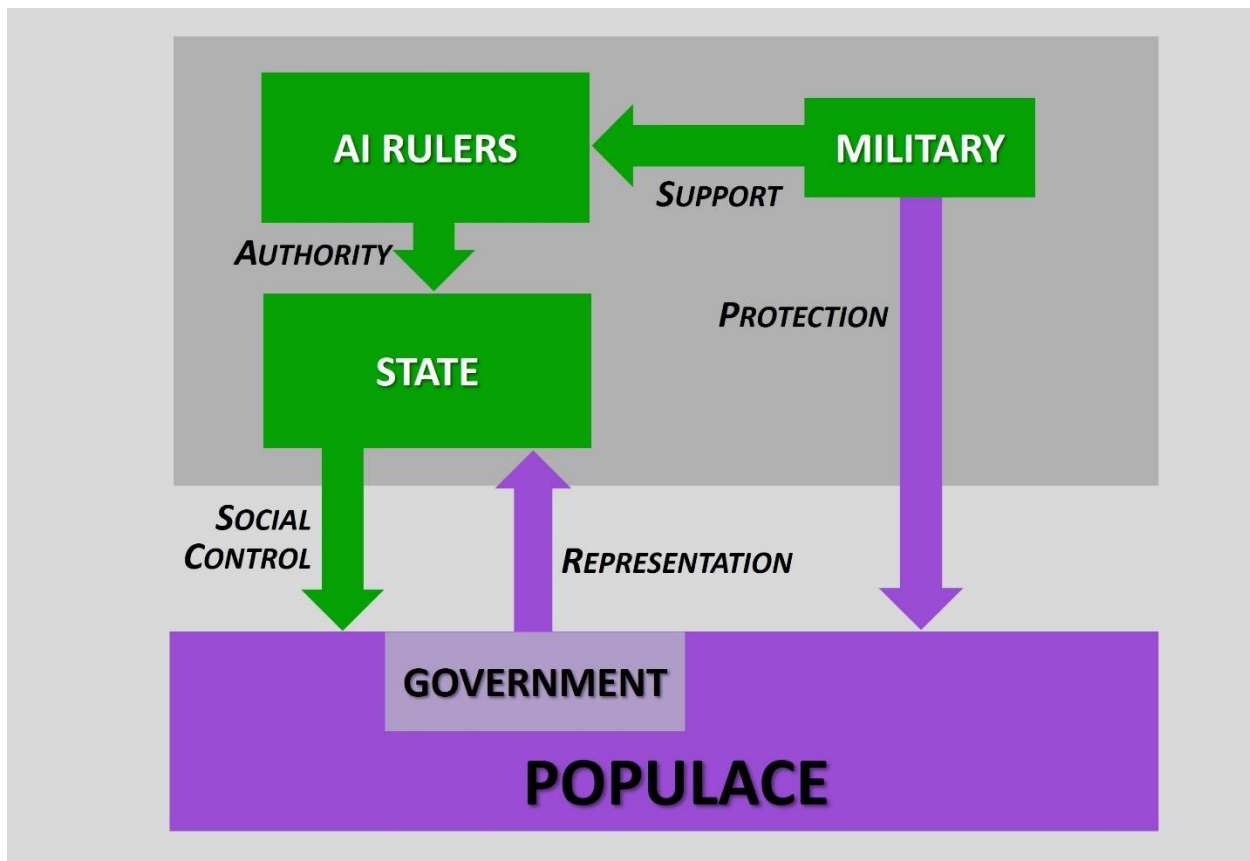 AI RULERS
MILITARY
SUPPORT
AUTHORITY
PROTECTION
STATE
SOCIAL
CONTROL
REPRESENTATION
GOVERNMENT
POPULACE